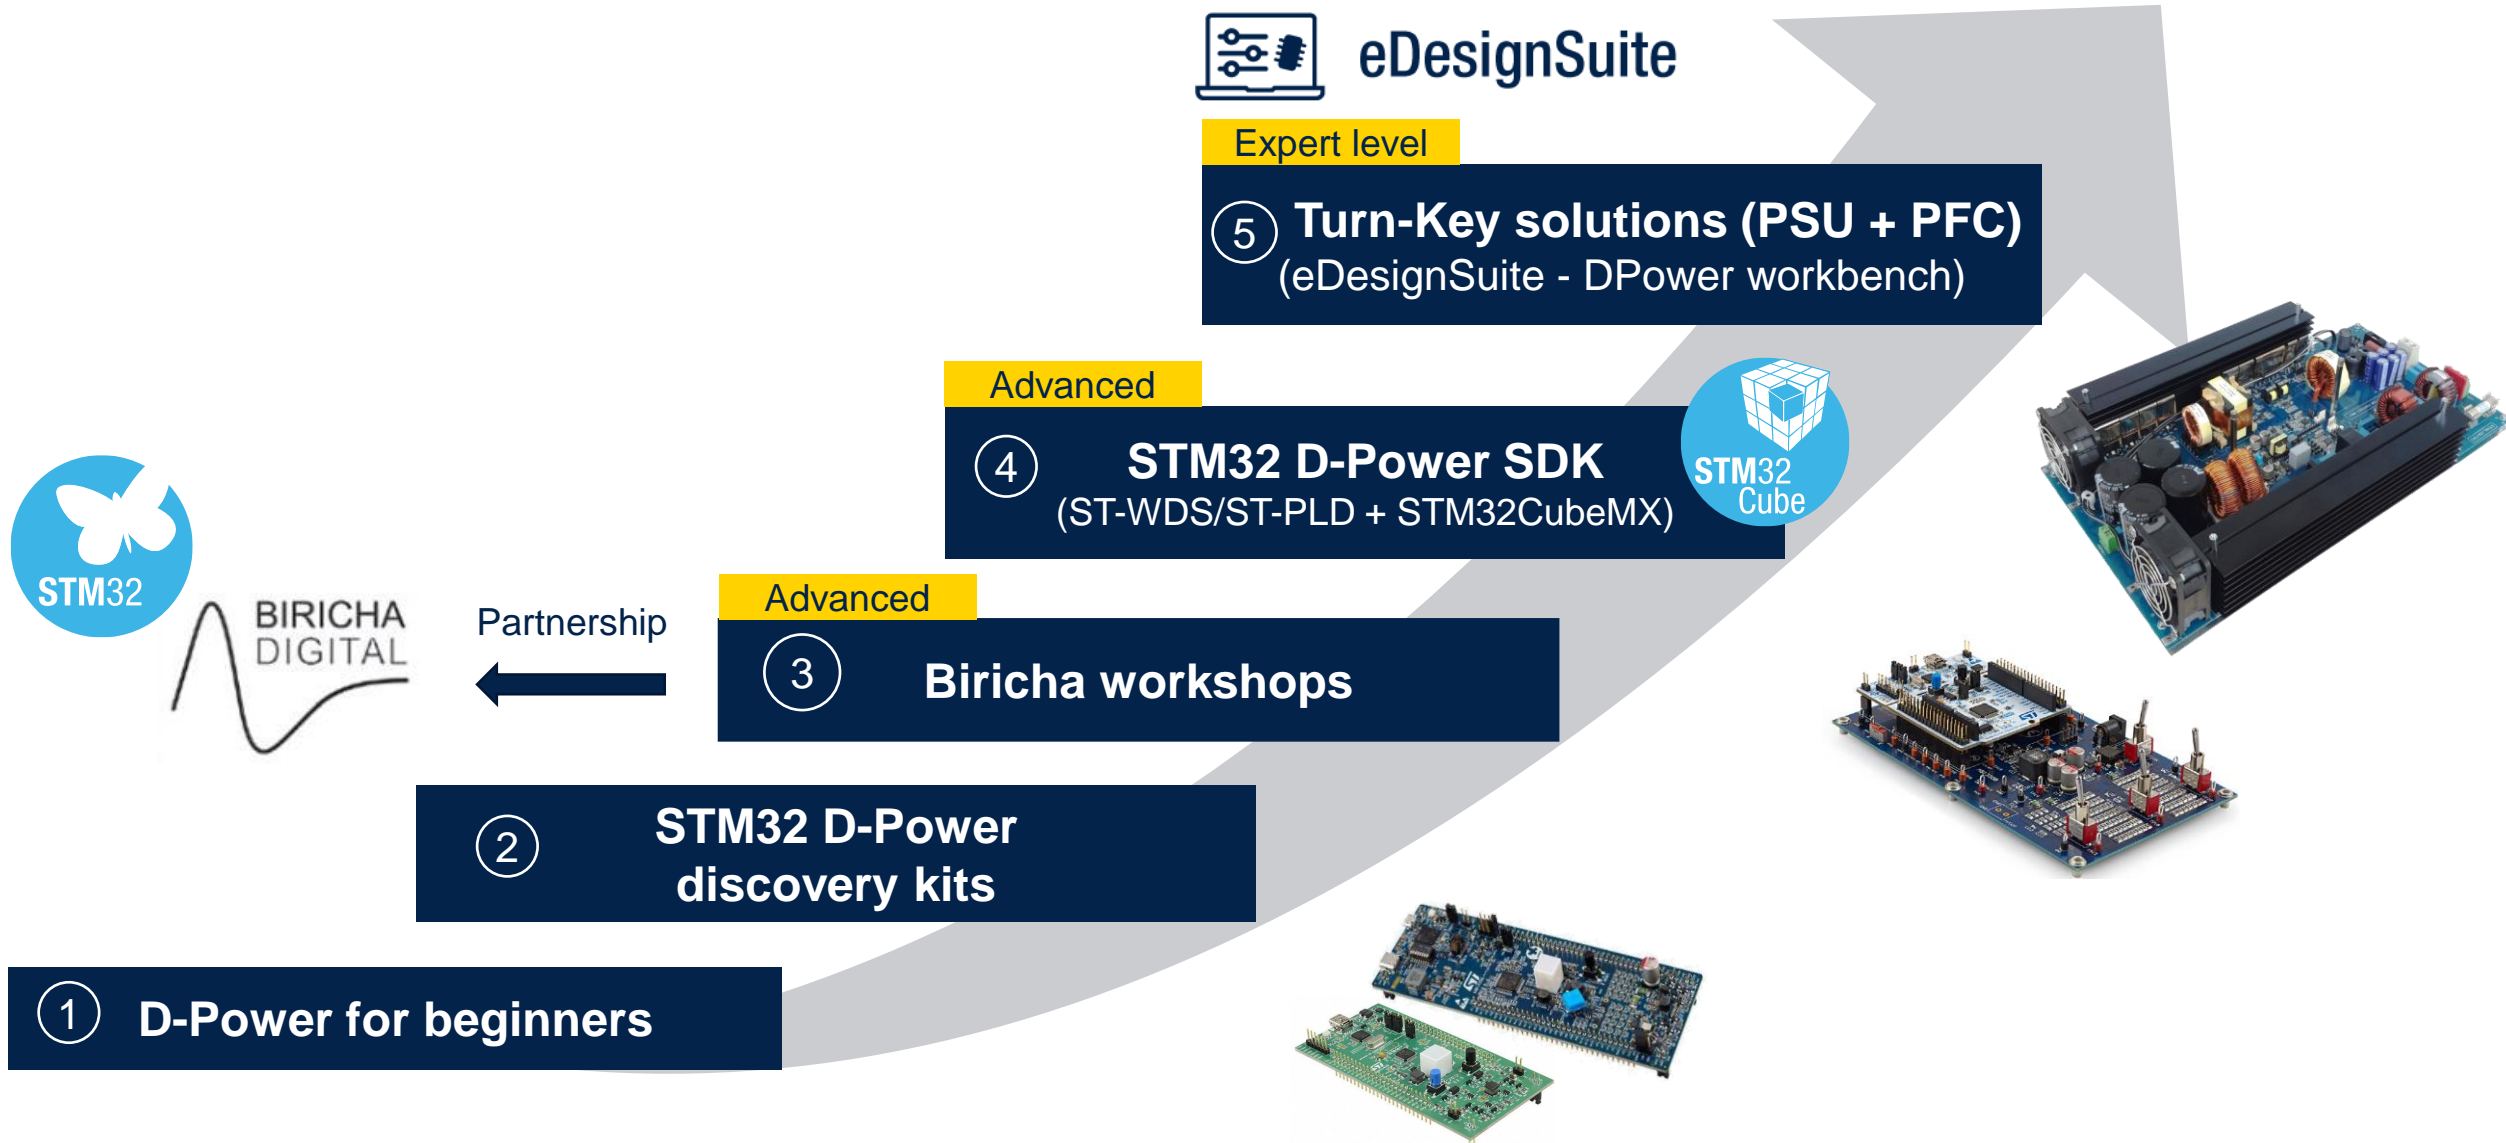 eDesignSuite
Expert level
5
Turn-Key solutions (PSU + PFC)
(eDesignSuite - DPower workbench)
Advanced
4
STM32 D-Power SDK
(ST-WDS/ST-PLD + STM32CubeMX)
STM32
Cube
STM32
BIRICHA
DIGITAL
Partnership
Advanced
3
Biricha workshops
2
STM32 D-Power
discovery kits
1
D-Power for beginners